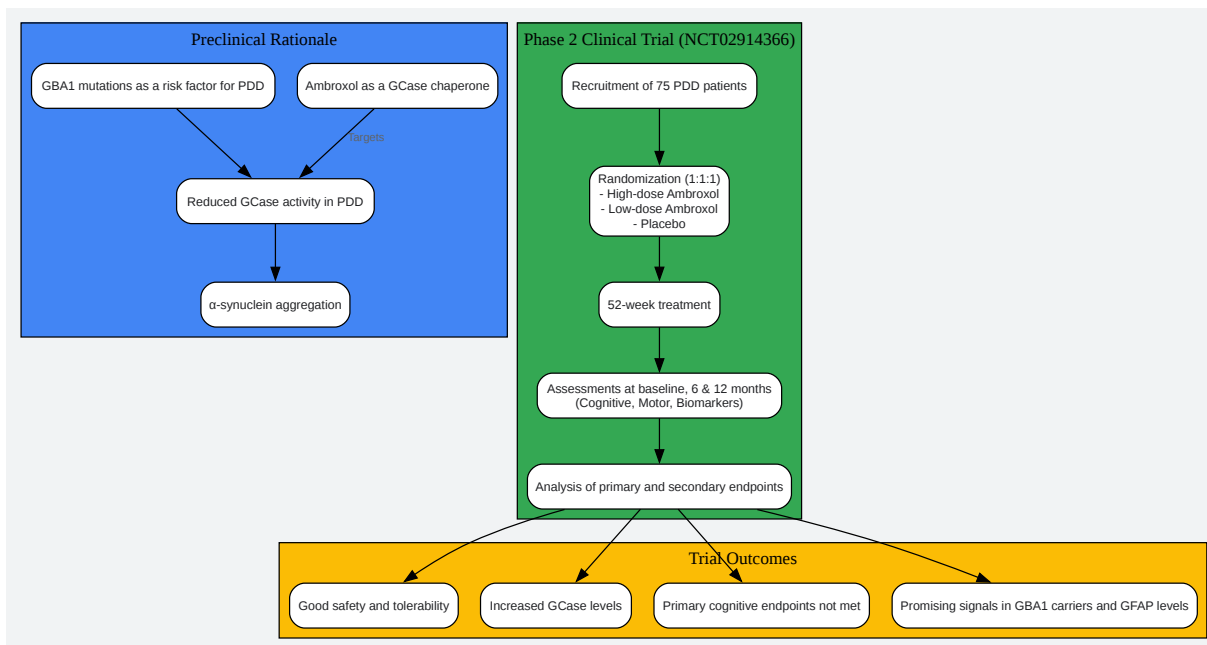 Preclinical Rationale
GBA1 mutations as a risk factor for PDD
Ambroxol as a GCase chaperone
Targets
Reduced GCase activity in PDD
α-synuclein aggregation
Phase 2 Clinical Trial (NCT02914366)
Recruitment of 75 PDD patients
Randomization (1:1:1)
- High-dose Ambroxol
- Low-dose Ambroxol
- Placebo
52-week treatment
Assessments at baseline, 6 & 12 months
(Cognitive, Motor, Biomarkers)
Analysis of primary and secondary endpoints
Trial Outcomes
Good safety and tolerability
Increased GCase levels
Primary cognitive endpoints not met
Promising signals in GBA1 carriers and GFAP levels